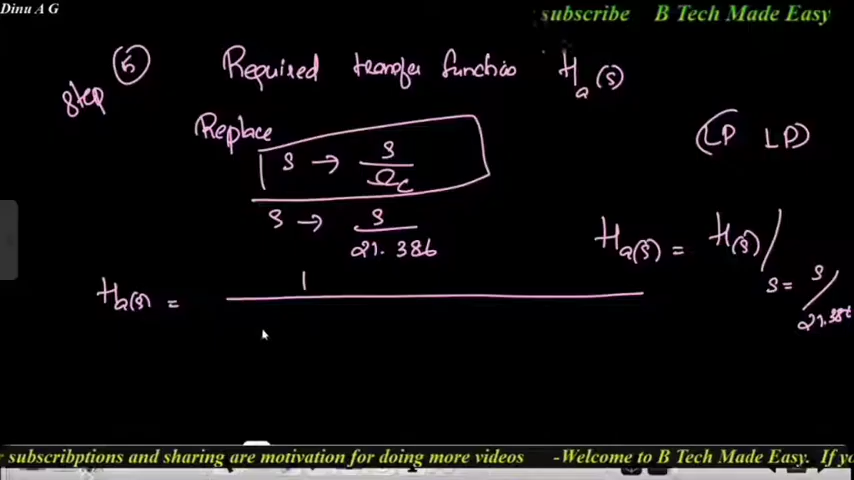 Dinu A G
subscribe B Tech Made Easy
step 5 Required transfer function Ha(s)
Replace
(LP LP)
s → s/Ωc
s → s/21.386
Ha(s) = H(s)/ s = s/21.386
Ha(s) = 1
r subscribptions and sharing are motivation for doing more videos -Welcome to B Tech Made Easy. If yo